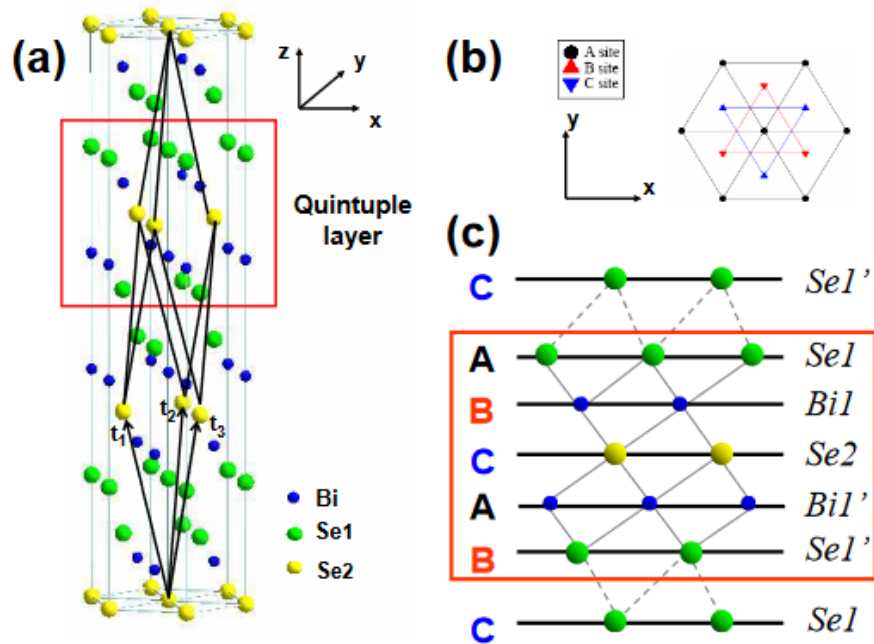 (a)
z
y
x
Quintuple
layer
t1
t2
t3
Bi
Se1
Se2
(b)
A site
B site
C site
y
x
(c)
C Se1’
A Se1
B Bi1
C Se2
A Bi1’
B Se1’
C Se1